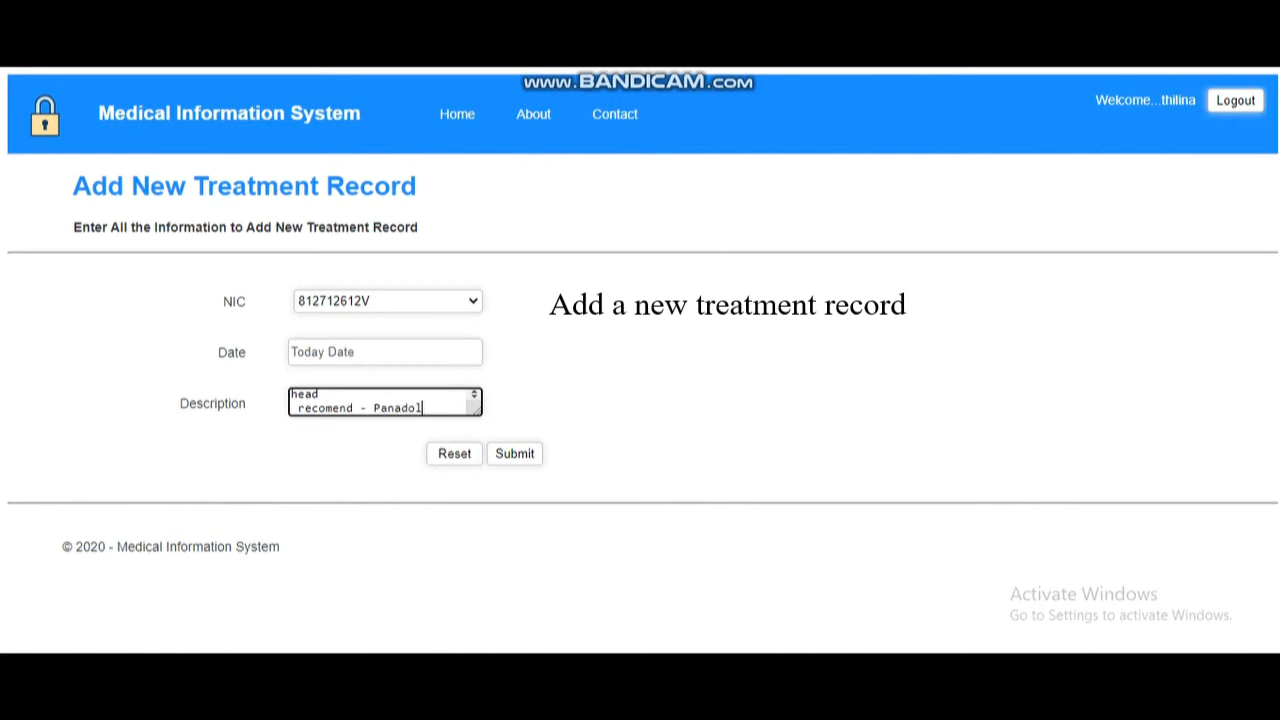 www.BANDICAM.com
Medical Information System
Home
About
Contact
Welcome...thilina
Logout
Add New Treatment Record
Enter All the Information to Add New Treatment Record
NIC
812712612V
Add a new treatment record
Date
Today Date
Description
head
recomend - Panadol
Reset
Submit
© 2020 - Medical Information System
Activate Windows
Go to Settings to activate Windows.